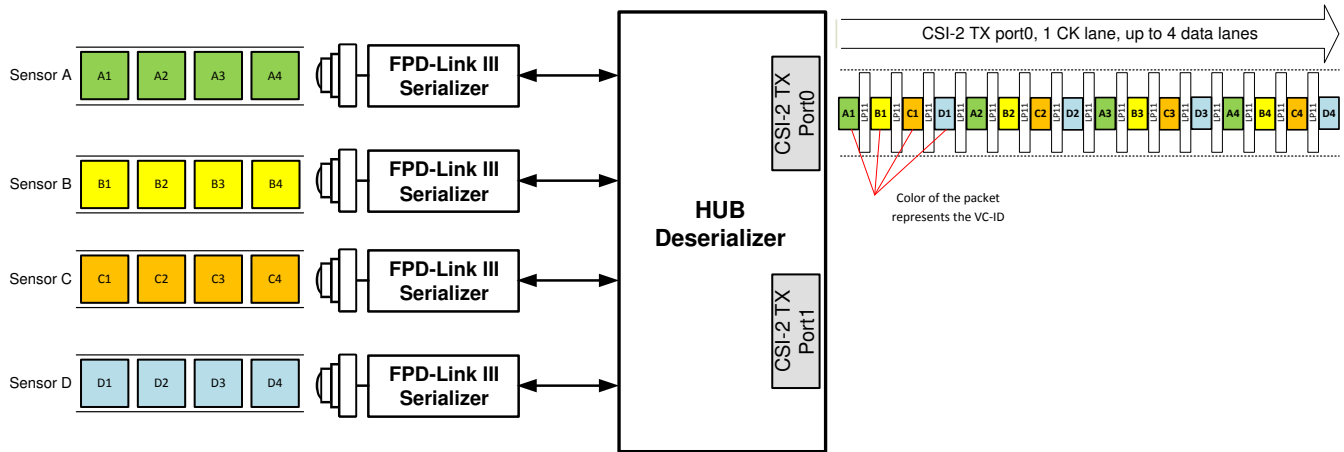 Sensor A
A1 A2 A3 A4
FPD-Link III
Serializer
Sensor B
B1 B2 B3 B4
FPD-Link III
Serializer
Sensor C
C1 C2 C3 C4
FPD-Link III
Serializer
Sensor D
D1 D2 D3 D4
FPD-Link III
Serializer
HUB
Deserializer
CSI-2 TX
Port0
CSI-2 TX
Port1
CSI-2 TX port0, 1 CK lane, up to 4 data lanes
A1 LP11 B1 LP11 C1 LP11 D1 LP11 A2 LP11 B2 LP11 C2 LP11 D2 LP11 A3 LP11 B3 LP11 C3 LP11 D3 LP11 A4 LP11 B4 LP11 C4 LP11 D4
Color of the packet
represents the VC-ID